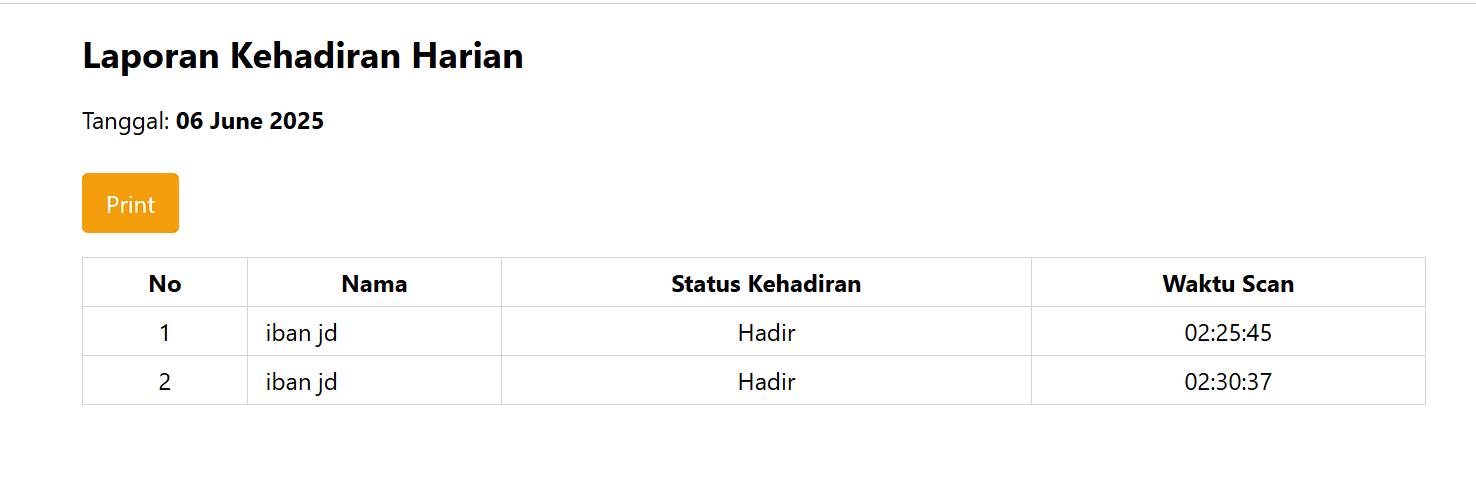 Laporan Kehadiran Harian
Tanggal: 06 June 2025
Print
No Nama Status Kehadiran Waktu Scan
1 iban jd Hadir 02:25:45
2 iban jd Hadir 02:30:37